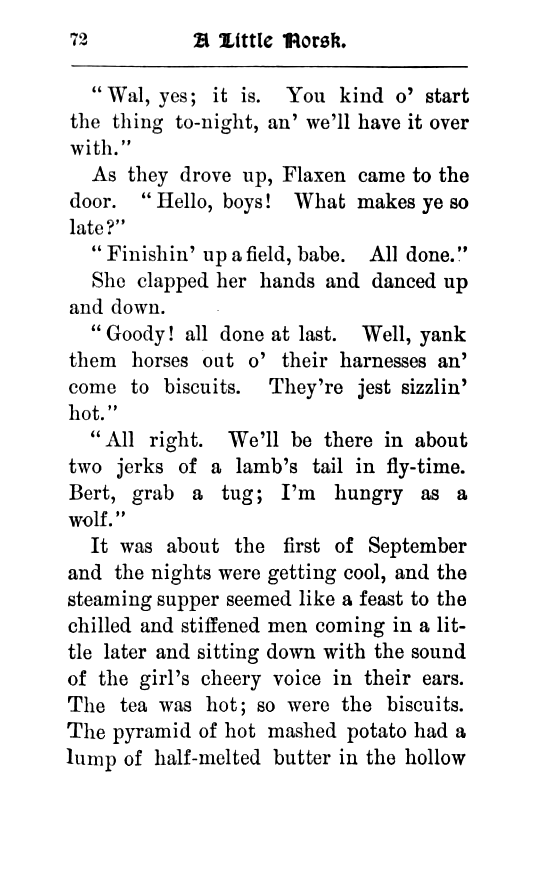 72 A Little Norsk.
“Wal, yes; it is. You kind o’ start
the thing to-night, an’ we’ll have it over
with.”
As they drove up, Flaxen came to the
door. “Hello, boys! What makes ye so
late?”
“Finishin’ up a field, babe. All done.”
She clapped her hands and danced up
and down.
“Goody! all done at last. Well, yank
them horses out o’ their harnesses an’
come to biscuits. They’re jest sizzlin’
hot.”
“All right. We’ll be there in about
two jerks of a lamb’s tail in fly-time.
Bert, grab a tug; I’m hungry as a
wolf.”
It was about the first of September
and the nights were getting cool, and the
steaming supper seemed like a feast to the
chilled and stiffened men coming in a lit-
tle later and sitting down with the sound
of the girl’s cheery voice in their ears.
The tea was hot; so were the biscuits.
The pyramid of hot mashed potato had a
lump of half-melted butter in the hollow